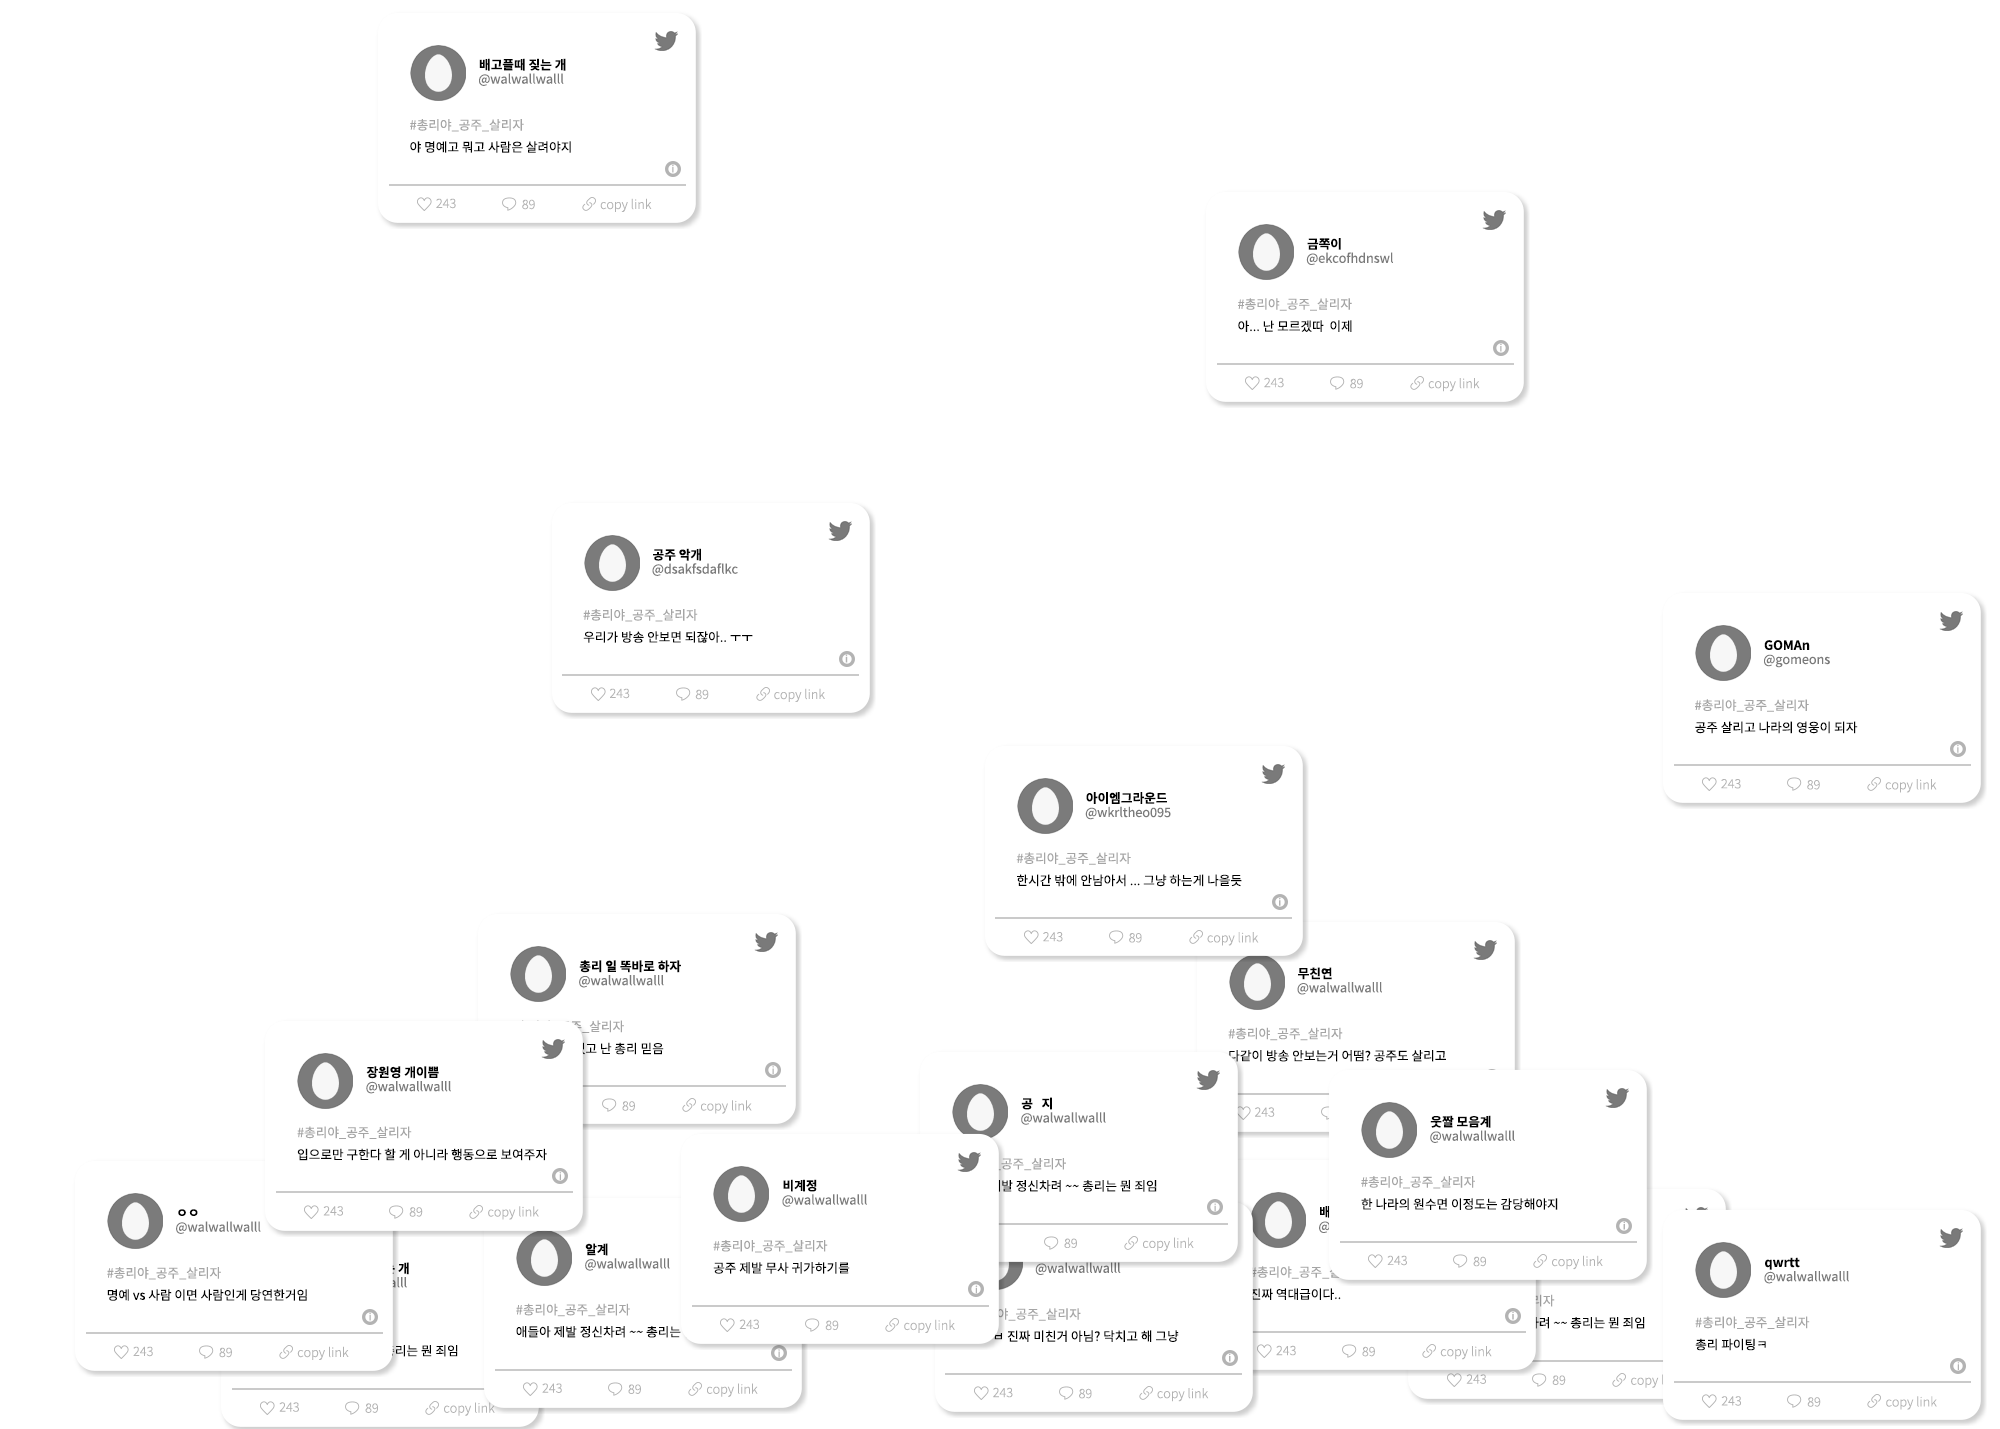 배고플때 짖는 개
@walwallwalll
#총리야_공주_살리자
야 명예고 뭐고 사람은 살려야지
243 89 copy link
금쪽이
@ekcofhdnswl
#총리야_공주_살리자
아... 난 모르겠따 이제
243 89 copy link
공주 악개
@dsakfsdaflkc
#총리야_공주_살리자
우리가 방송 안보면 되잖아.. ㅜㅜ
243 89 copy link
GOMAn
@gomeons
#총리야_공주_살리자
공주 살리고 나라의 영웅이 되자
243 89 copy link
아이엠그라운드
@wkrltheo095
#총리야_공주_살리자
한시간 밖에 안남아서 ... 그냥 하는게 나을듯
243 89 copy link
총리 일 똑바로 하자
@walwallwalll
_살리자
고 난 총리 믿음
89 copy link
무친연
@walwallwalll
#총리야_공주_살리자
다같이 방송 안보는거 어떰? 공주도 살리고
243
장원영 개이쁨
@walwallwalll
#총리야_공주_살리자
입으로만 구한다 할 게 아니라 행동으로 보여주자
243 89 copy link
공 지
@walwallwalll
공주_살리자
정신차려 ~~ 총리는 뭔 죄임
89 copy link
웃짤 모음계
@walwallwalll
#총리야_공주_살리자
한 나라의 원수면 이정도는 감당해야지
243 89 copy link
비계정
@walwallwalll
#총리야_공주_살리자
공주 제발 무사 귀가하기를
243 89 copy link
ㅇㅇ
@walwallwalll
#총리야_공주_살리자
명예 vs 사람 이면 사람인게 당연한거임
243 89 copy link
개
뭔 죄임
243 89 copy link
알계
@walwallwalll
#총리야_공주_살리자
애들아 제발 정신차려 ~~ 총리는
243 89 copy link
@walwallwalll
_공주_살리자
진짜 미친거 아님? 닥치고 해 그냥
243 89 copy link
배
@
#총리야_공주_
진짜 역대급이다..
243 89 copy link
~~ 총리는 뭔 죄임
243 89 copy
qwrtt
@walwallwalll
#총리야_공주_살리자
총리 파이팅ㅋ
243 89 copy link